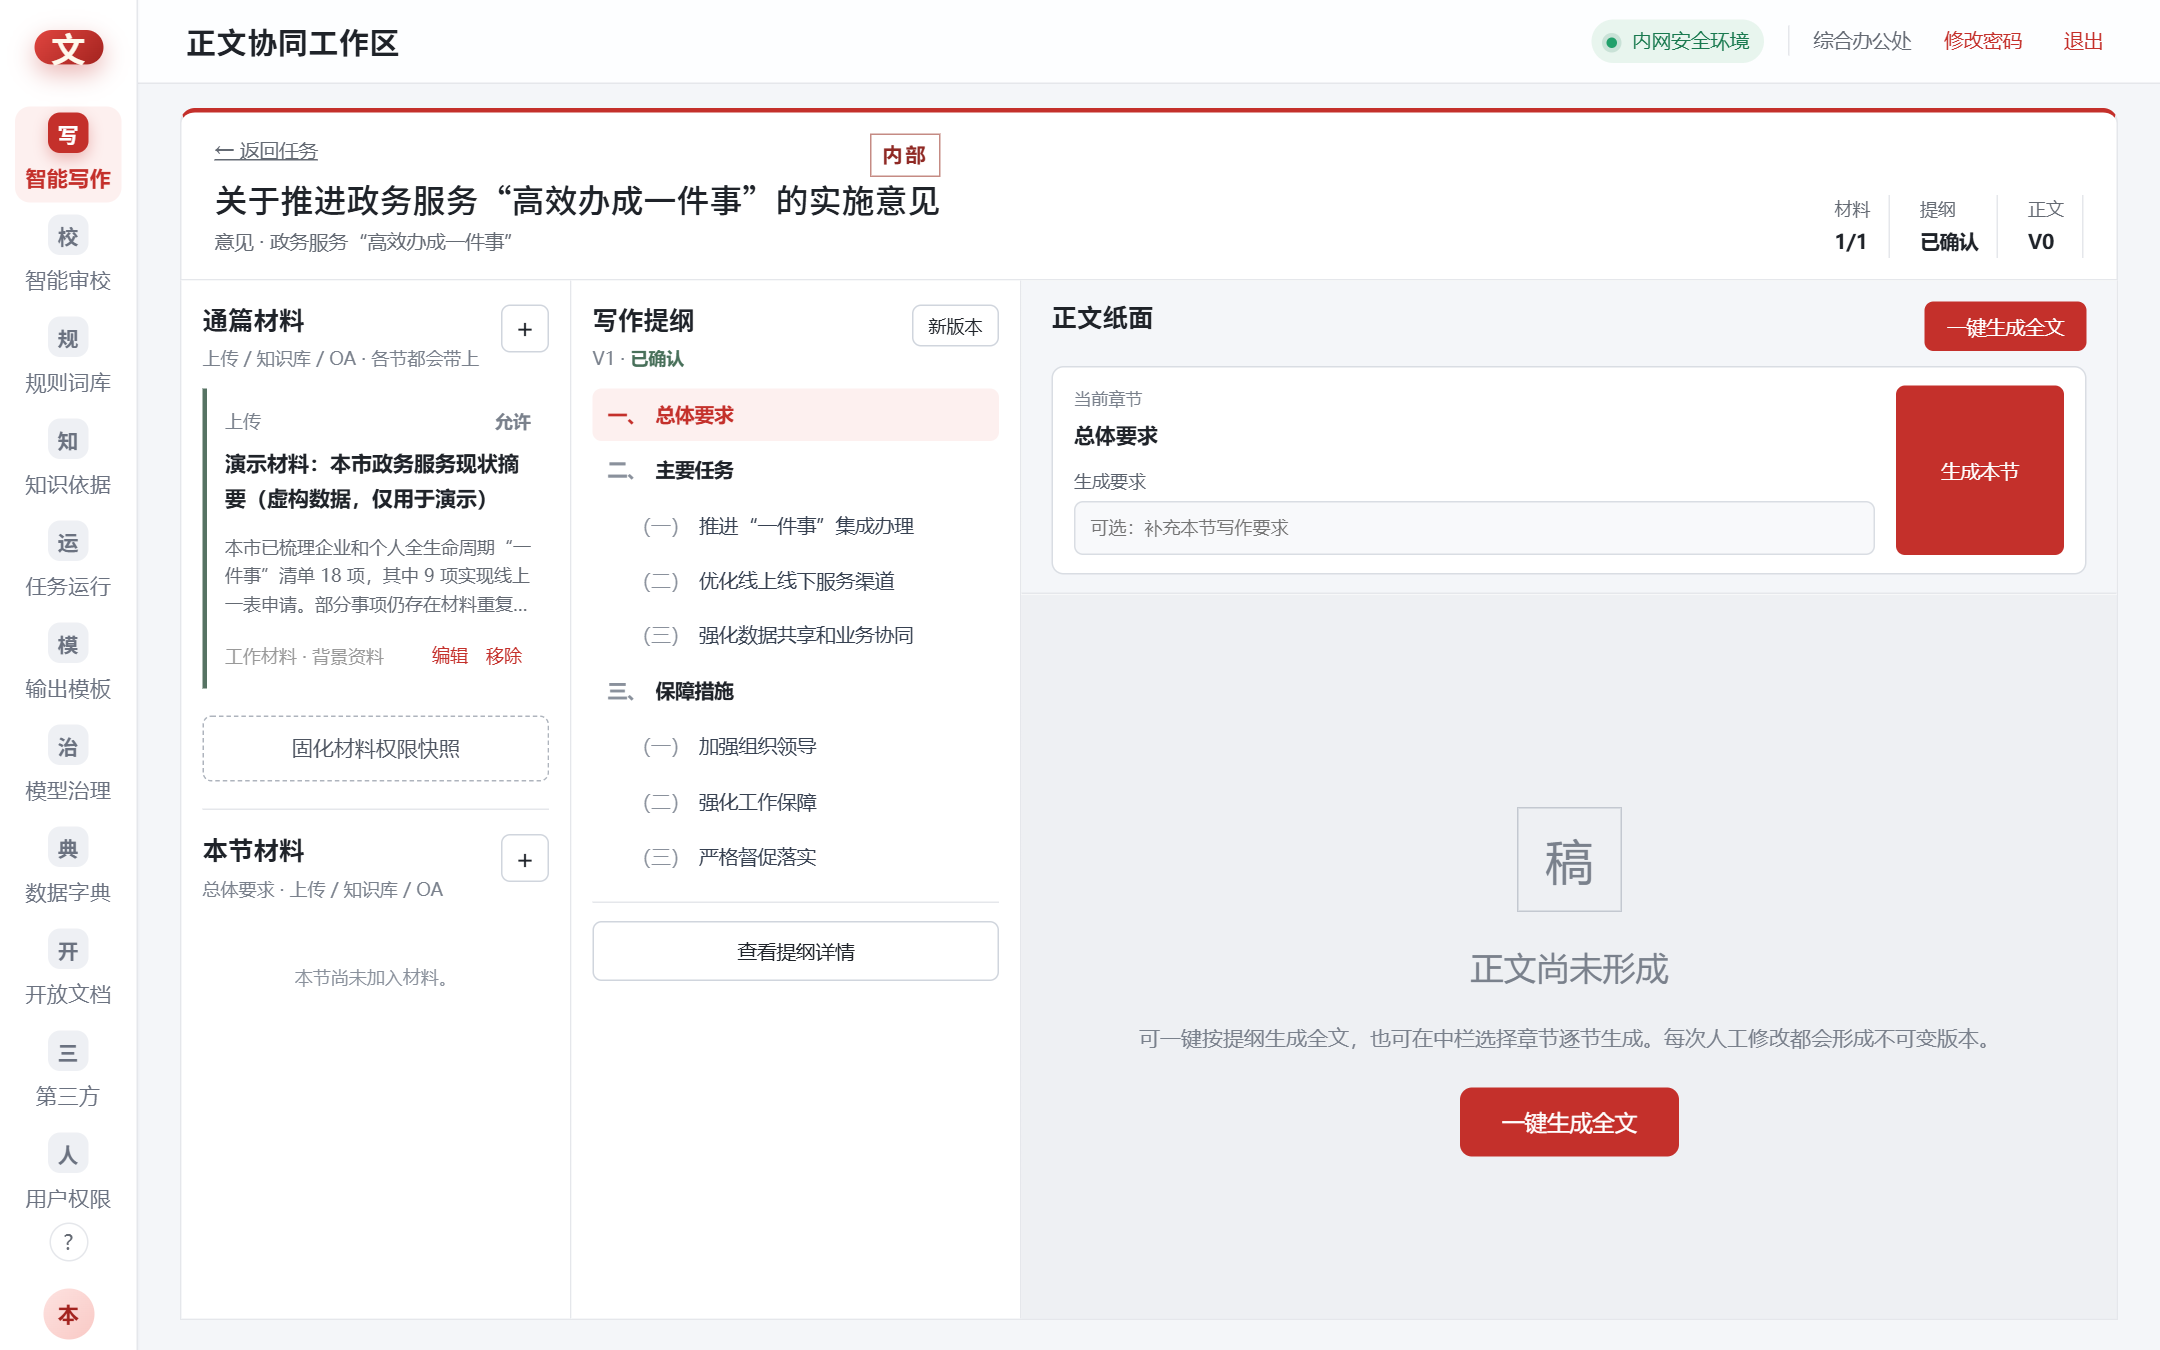 文
写
智能写作
校
智能审校
规
规则词库
知
知识依据
运
任务运行
模
输出模板
治
模型治理
典
数据字典
开
开放文档
三
第三方
人
用户权限
?
本
正文协同工作区
内网安全环境
综合办公处
修改密码
退出
← 返回任务
内部
关于推进政务服务“高效办成一件事”的实施意见
意见 · 政务服务“高效办成一件事”
材料
1/1
提纲
已确认
正文
V0
通篇材料
+
上传 / 知识库 / OA · 各节都会带上
上传
允许
演示材料：本市政务服务现状摘
要（虚构数据，仅用于演示）
本市已梳理企业和个人全生命周期“一
件事”清单 18 项，其中 9 项实现线上
一表申请。部分事项仍存在材料重复...
工作材料 · 背景资料
编辑
移除
固化材料权限快照
本节材料
+
总体要求 · 上传 / 知识库 / OA
本节尚未加入材料。
写作提纲
新版本
V1 · 已确认
一、 总体要求
二、 主要任务
（一） 推进“一件事”集成办理
（二） 优化线上线下服务渠道
（三） 强化数据共享和业务协同
三、 保障措施
（一） 加强组织领导
（二） 强化工作保障
（三） 严格督促落实
查看提纲详情
正文纸面
一键生成全文
当前章节
总体要求
生成要求
可选：补充本节写作要求
生成本节
稿
正文尚未形成
可一键按提纲生成全文，也可在中栏选择章节逐节生成。每次人工修改都会形成不可变版本。
一键生成全文